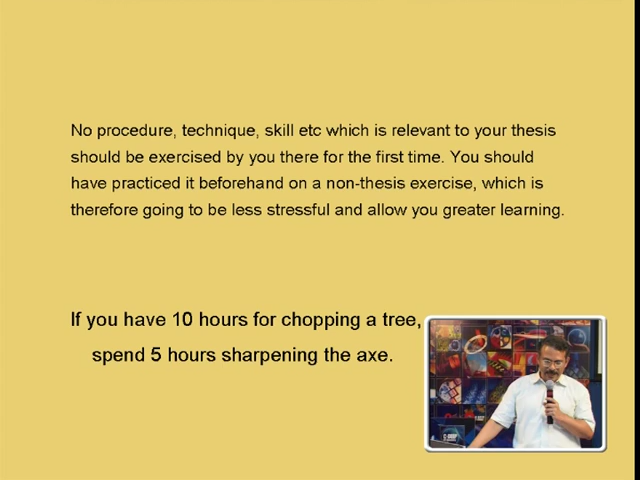 No procedure, technique, skill etc which is relevant to your thesis
should be exercised by you there for the first time. You should
have practiced it beforehand on a non-thesis exercise, which is
therefore going to be less stressful and allow you greater learning.
If you have 10 hours for chopping a tree,
spend 5 hours sharpening the axe.